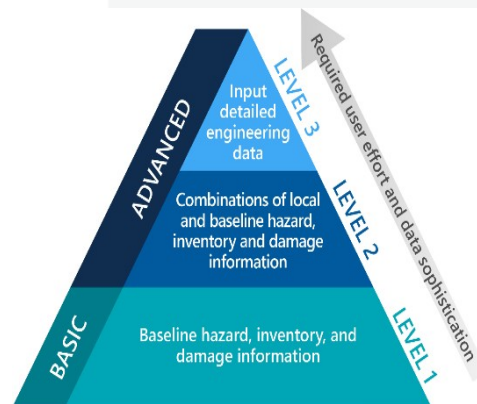 Input
detailed
engineering
data
LEVEL 3
ADVANCED
Combinations of local
and baseline hazard,
inventory and damage
information
LEVEL 2
BASIC
Baseline hazard, inventory, and
damage information
LEVEL 1
Required user effort and data sophistication